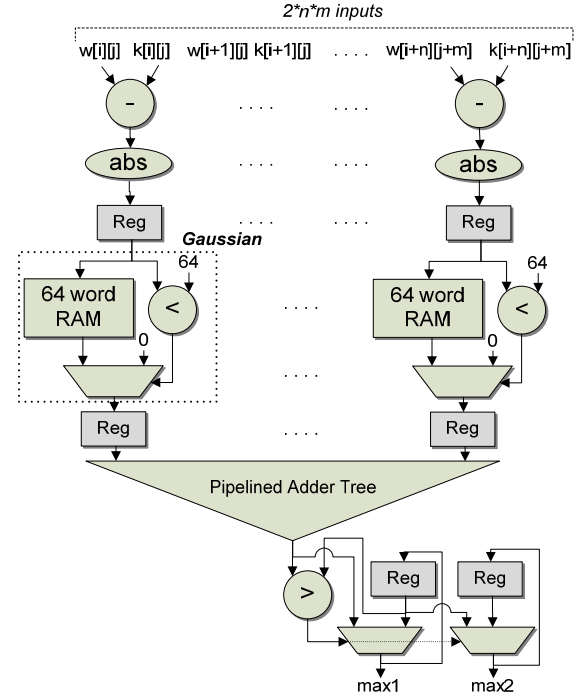 2*n*m inputs
w[i][j] k[i][j] w[i+1][j] k[i+1][j] . . . . w[i+n][j+m] k[i+n][j+m]
- . . . . . . . . -
abs . . . . . . . . abs
Reg . . . . . . . . Reg
Gaussian
64 64
64 word RAM < . . . . 64 word RAM <
0 0
. . . .
Reg . . . . Reg
Pipelined Adder Tree
> Reg Reg
max1 max2